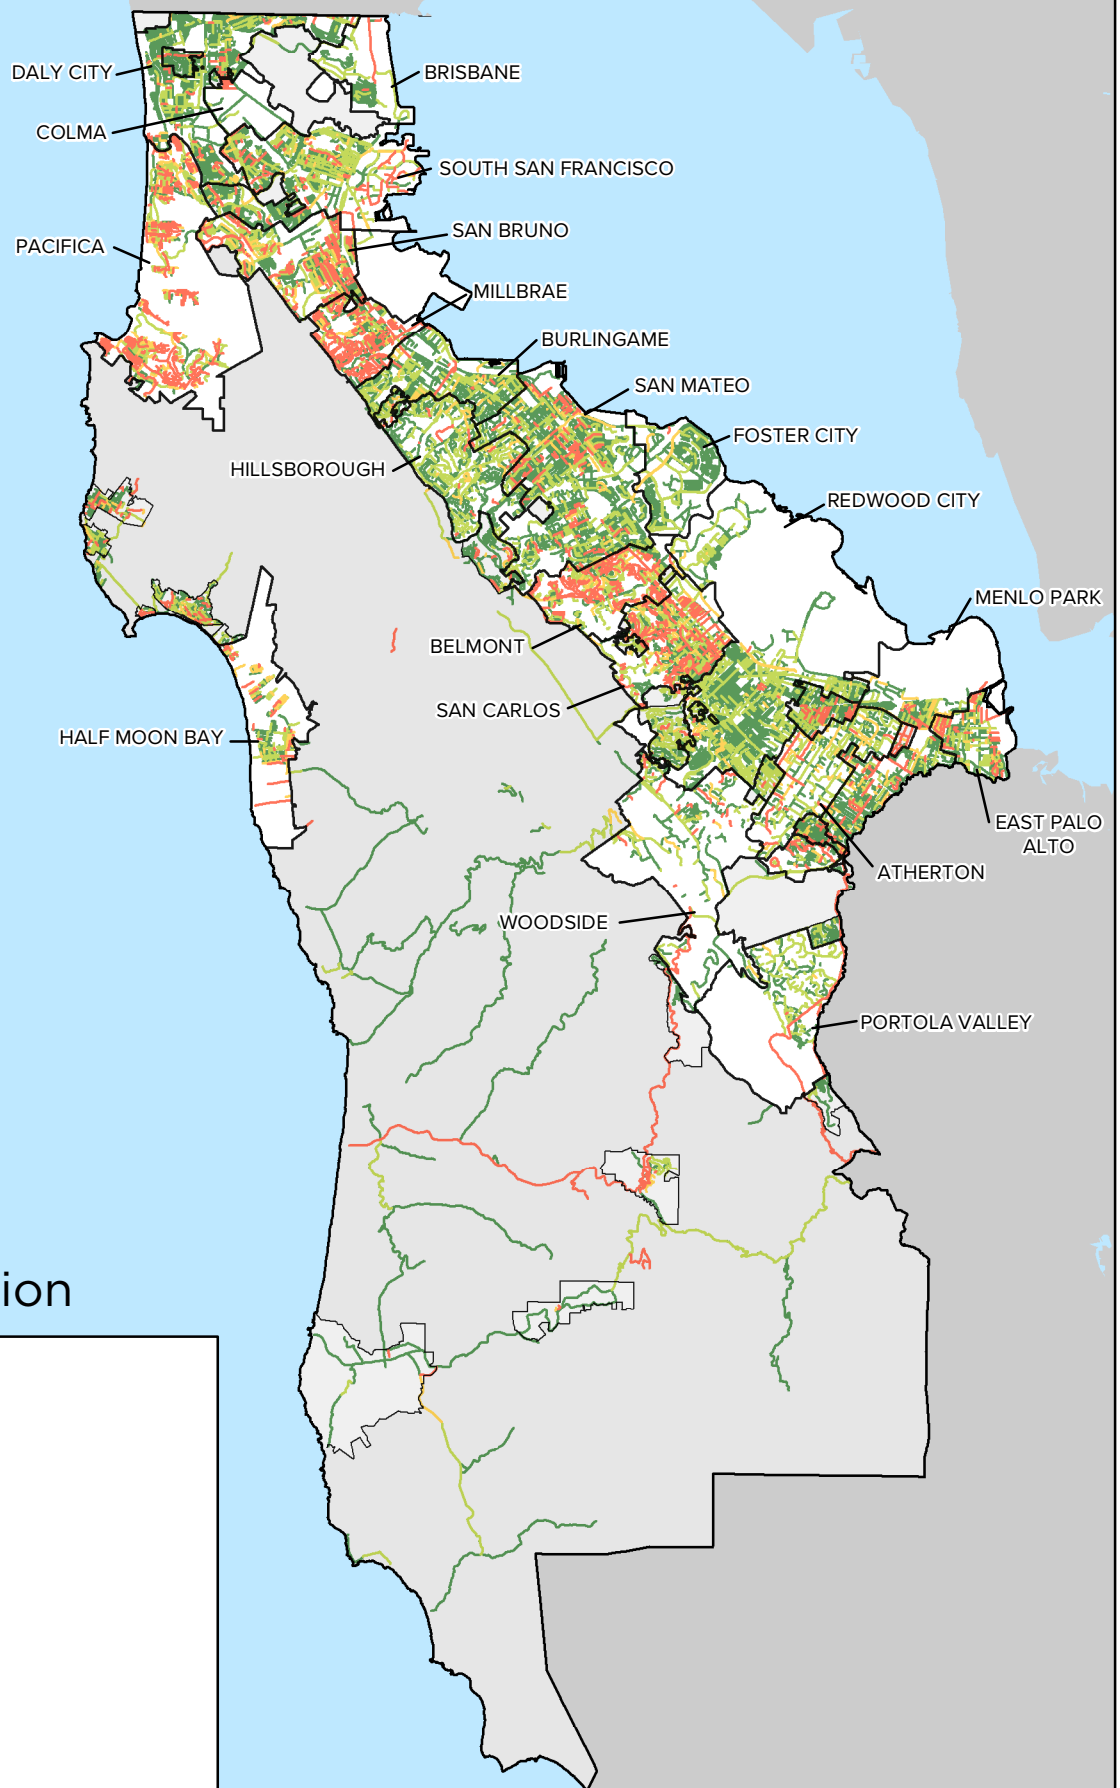 DALY CITY
BRISBANE
COLMA
SOUTH SAN FRANCISCO
SAN BRUNO
PACIFICA
MILLBRAE
BURLINGAME
SAN MATEO
FOSTER CITY
HILLSBOROUGH
REDWOOD CITY
MENLO PARK
BELMONT
SAN CARLOS
HALF MOON BAY
EAST PALO
ALTO
ATHERTON
WOODSIDE
PORTOLA VALLEY
ion